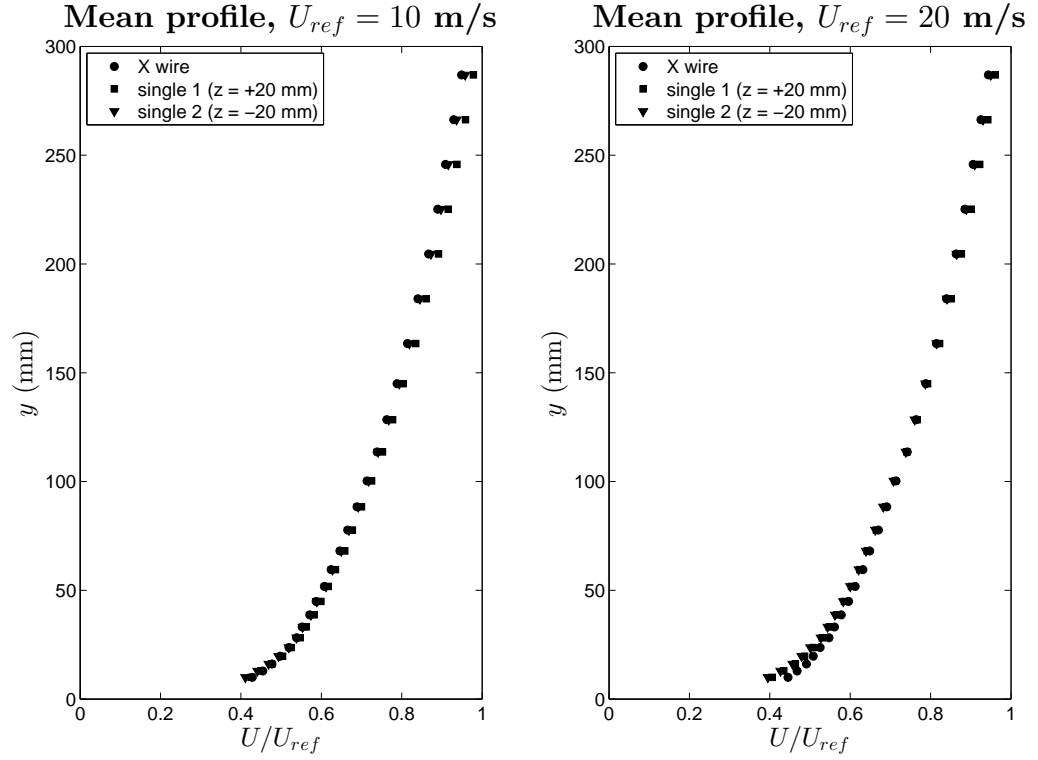 Mean profile, U_ref = 10 m/s
300
250
200
150
100
50
0
y (mm)
X wire
single 1 (z = +20 mm)
single 2 (z = −20 mm)
0 0.2 0.4 0.6 0.8 1
U/U_ref
Mean profile, U_ref = 20 m/s
300
250
200
150
100
50
0
y (mm)
X wire
single 1 (z = +20 mm)
single 2 (z = −20 mm)
0 0.2 0.4 0.6 0.8 1
U/U_ref